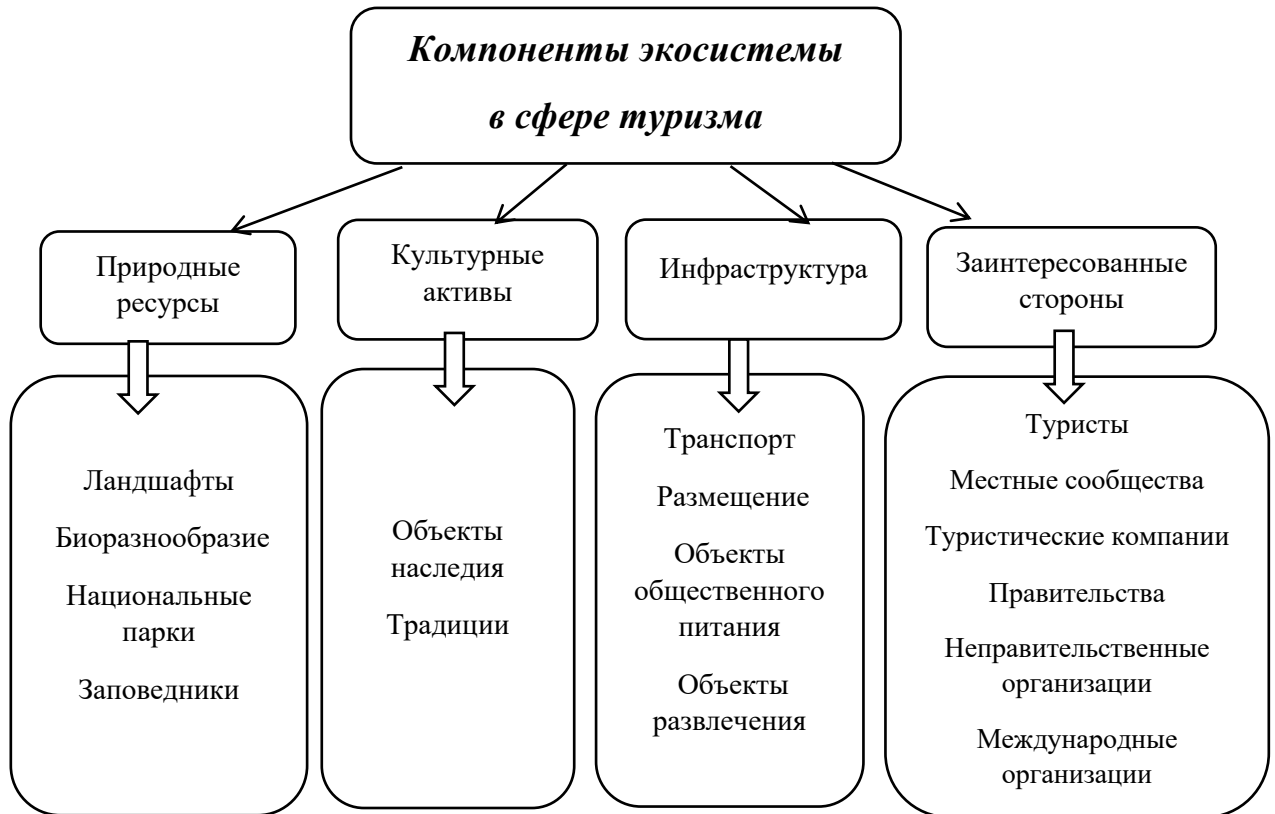 Компоненты экосистемы
в сфере туризма
Природные
ресурсы
Культурные
активы
Инфраструктура
Заинтересованные
стороны
Ландшафты
Биоразнообразие
Национальные
парки
Заповедники
Объекты
наследия
Традиции
Транспорт
Размещение
Объекты
общественного
питания
Объекты
развлечения
Туристы
Местные сообщества
Туристические компании
Правительства
Неправительственные
организации
Международные
организации